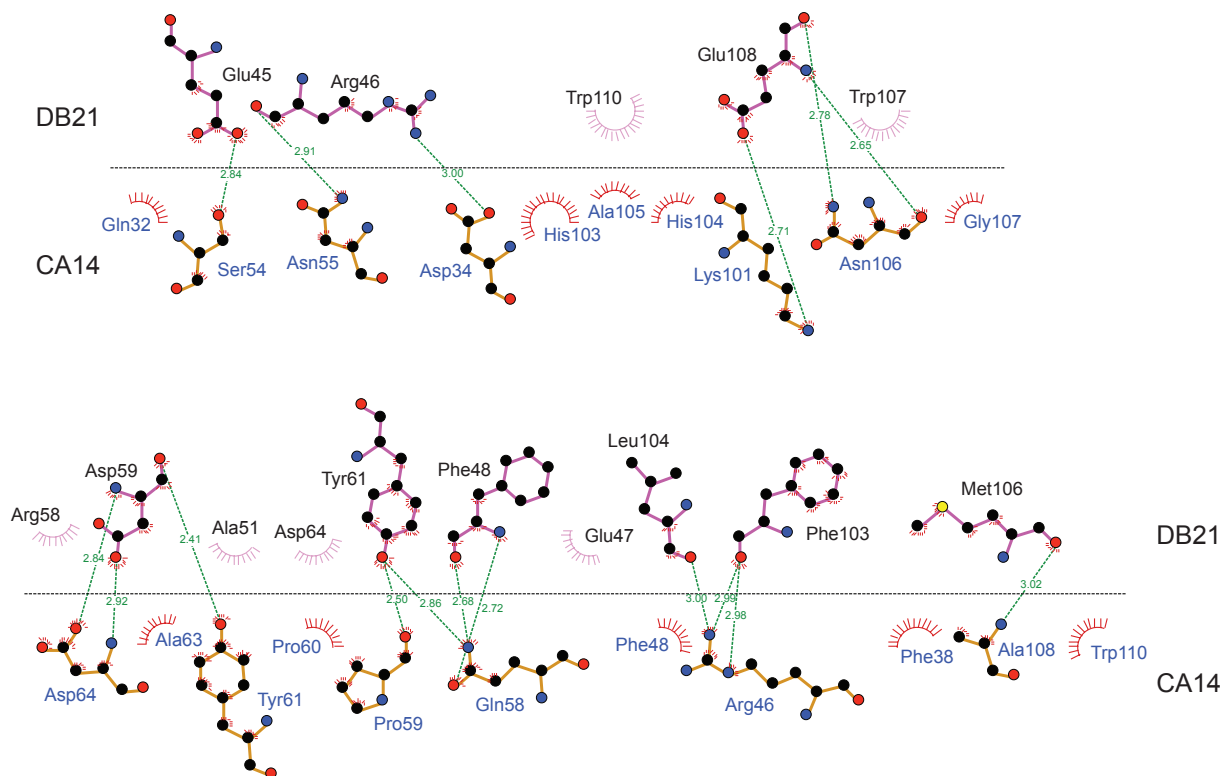 Glu45
Arg46
Glu108
Trp110
Trp107
DB21
2.78
2.65
2.91
2.84
3.00
Gln32
Ala105
His103
His104
Gly107
2.71
CA14
Ser54
Asn55
Asp34
Lys101
Asn106
Leu104
Asp59
Tyr61
Phe48
Met106
Arg58
Ala51
Asp64
Glu47
Phe103
DB21
2.84
2.41
2.92
2.50
2.86
2.68
2.72
3.00
2.99
2.98
3.02
Ala63
Pro60
Phe48
Phe38
Ala108
Trp110
CA14
Asp64
Tyr61
Pro59
Gln58
Arg46